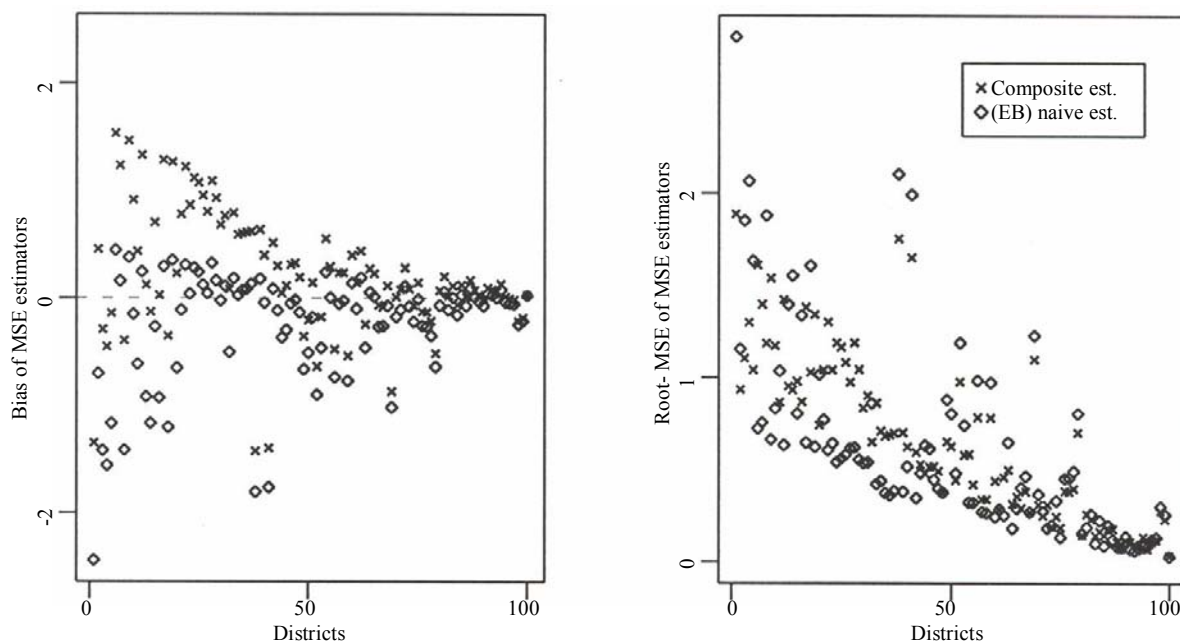 Bias of MSE estimators
2
0
-2
0
50
100
Districts
Root- MSE of MSE estimators
2
1
0
Composite est.
(EB) naive est.
0
50
100
Districts